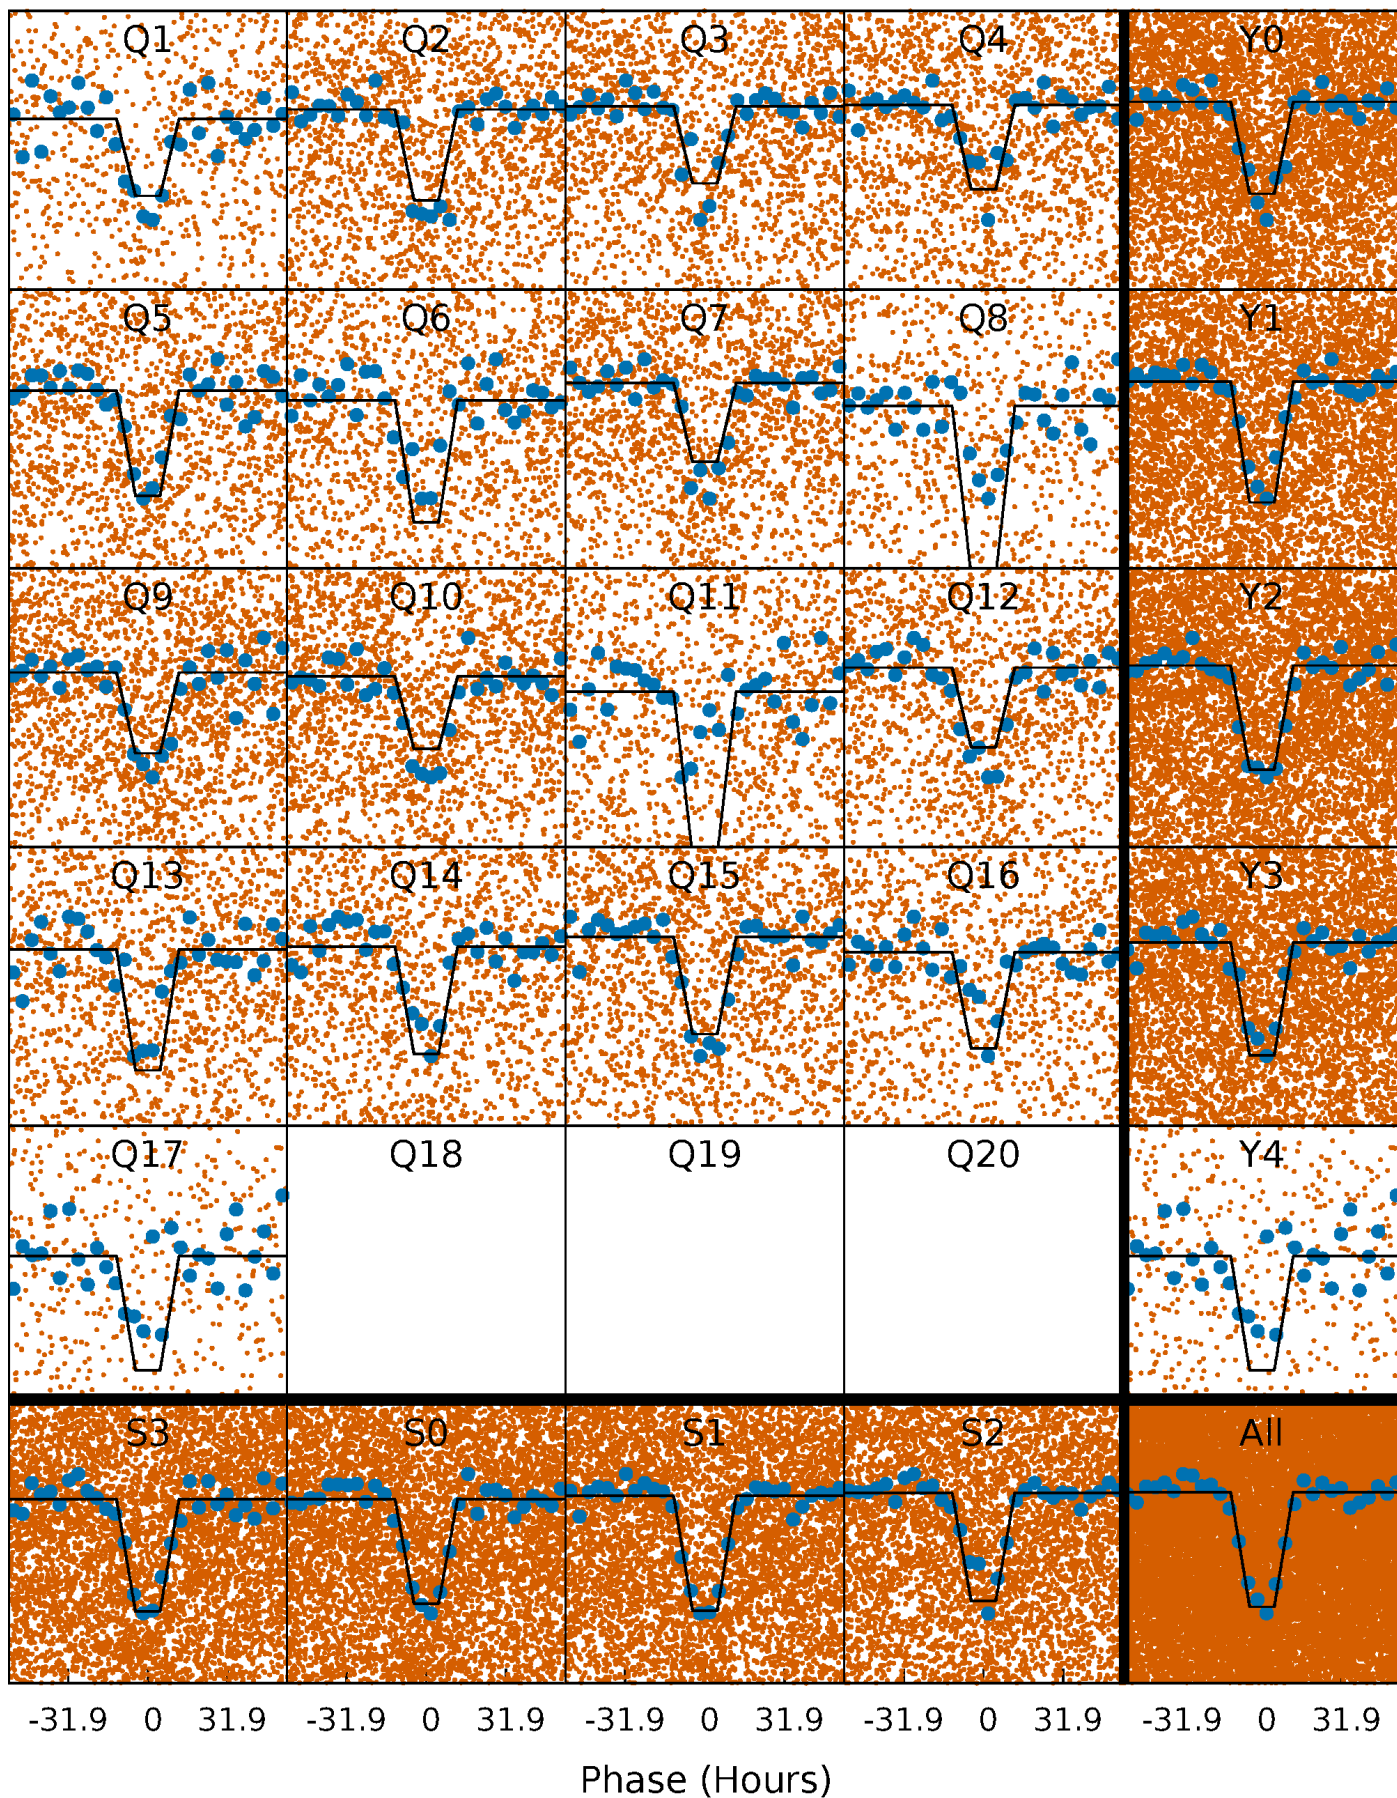 Q1 Q2 Q3 Q4 Y0
Q5 Q6 Q7 Q8 Y1
Q9 Q10 Q11 Q12 Y2
Q13 Q14 Q15 Q16 Y3
Q17 Q18 Q19 Q20 Y4
S3 S0 S1 S2 All
-31.9 0 31.9 -31.9 0 31.9 -31.9 0 31.9 -31.9 0 31.9 -31.9 0 31.9
Phase (Hours)